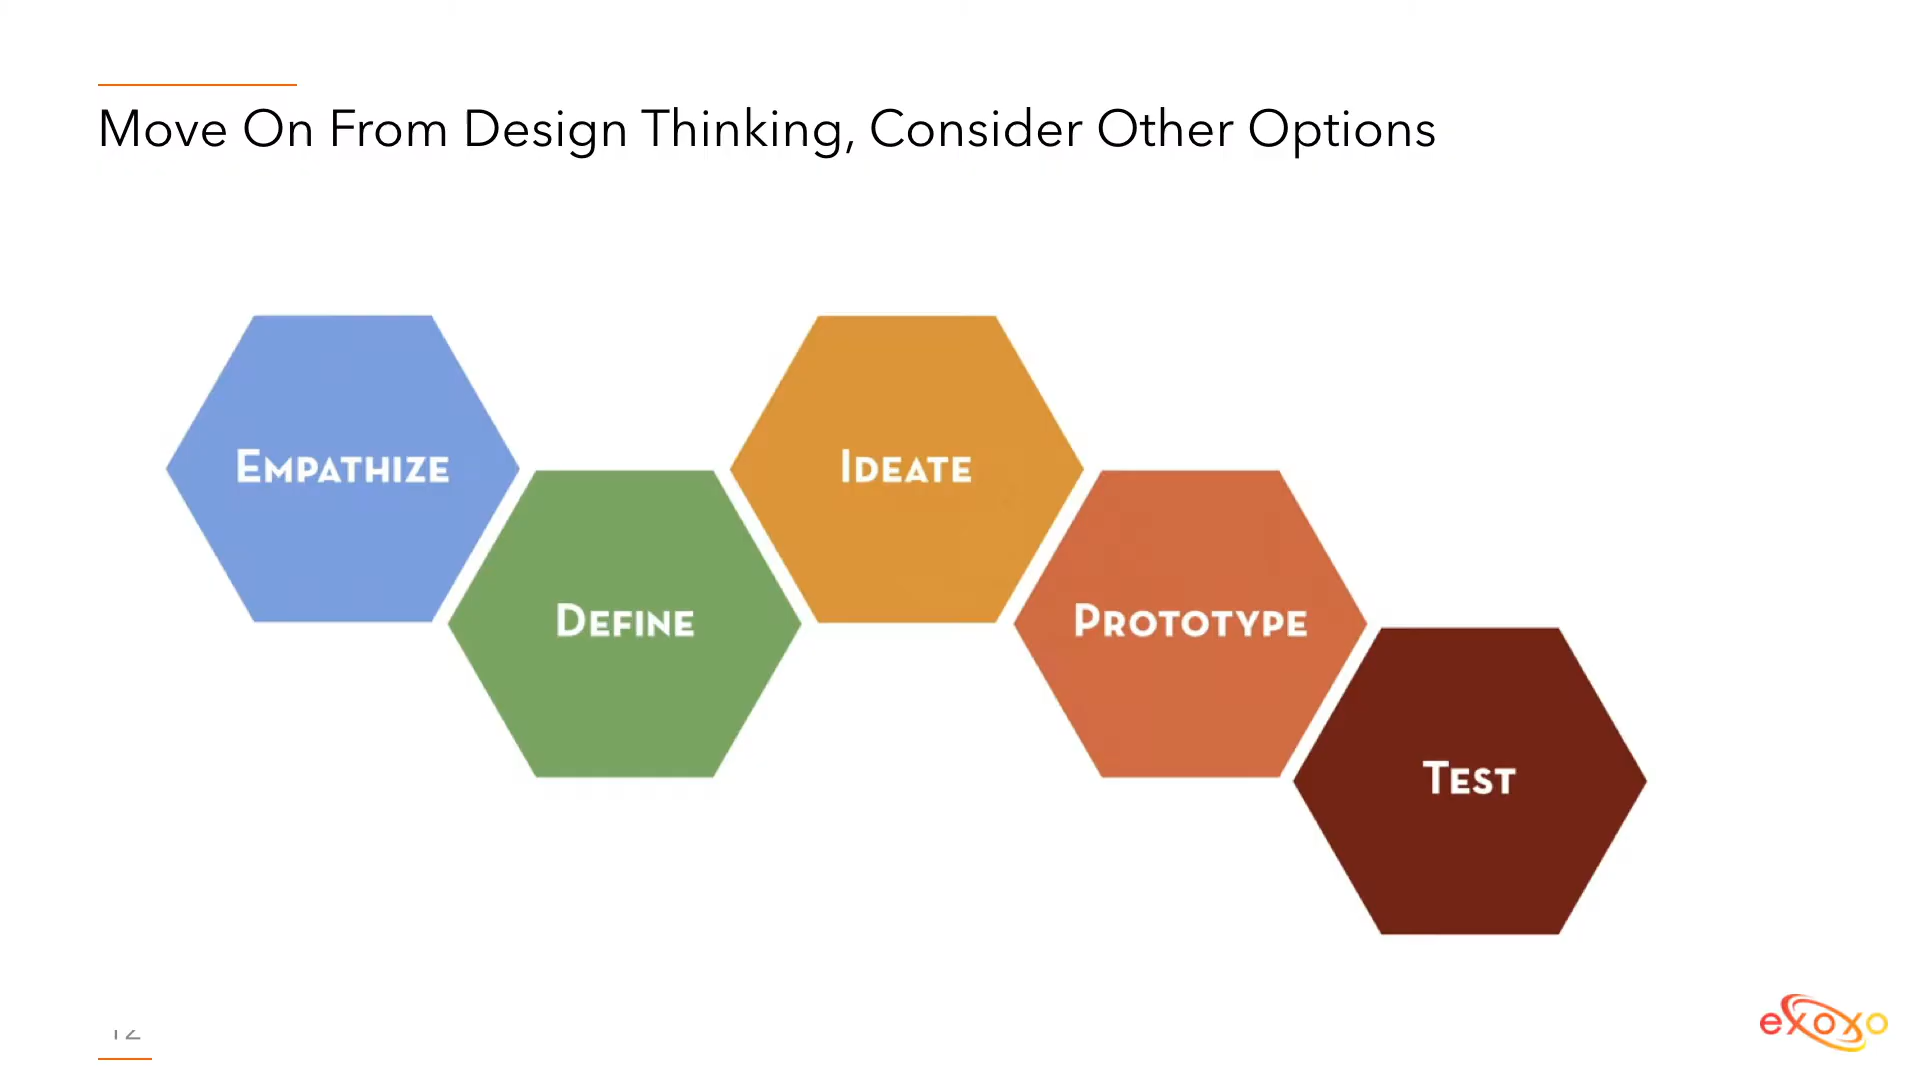 Move On From Design Thinking, Consider Other Options
Empathize
Define
Ideate
Prototype
Test
exoxo